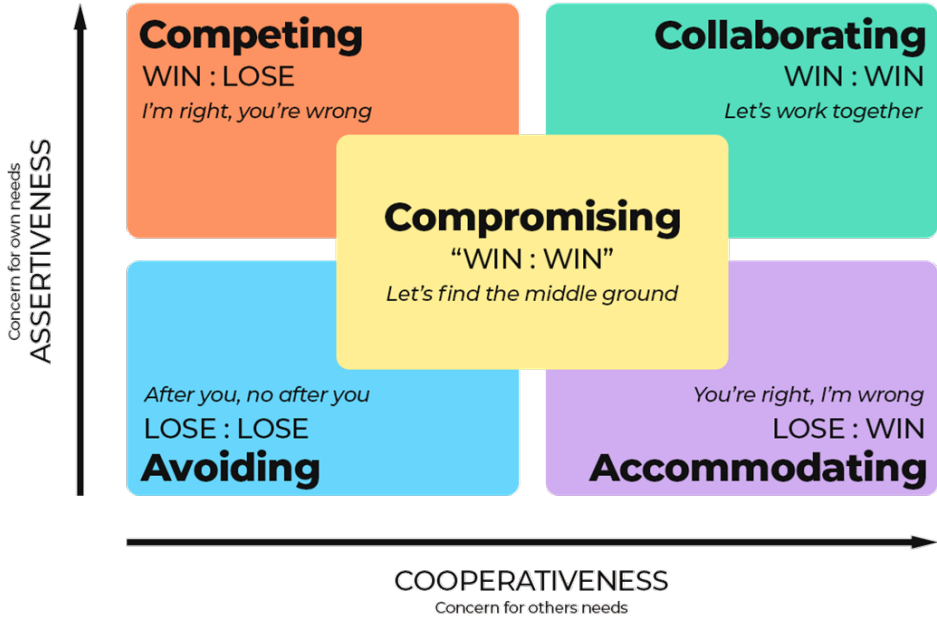 Competing
WIN : LOSE
I'm right, you're wrong
Collaborating
WIN : WIN
Let's work together
Concern for own needs
ASSERTIVENESS
Compromising
“WIN : WIN”
Let's find the middle ground
After you, no after you
LOSE : LOSE
Avoiding
You're right, I'm wrong
LOSE : WIN
Accommodating
COOPERATIVENESS
Concern for others needs